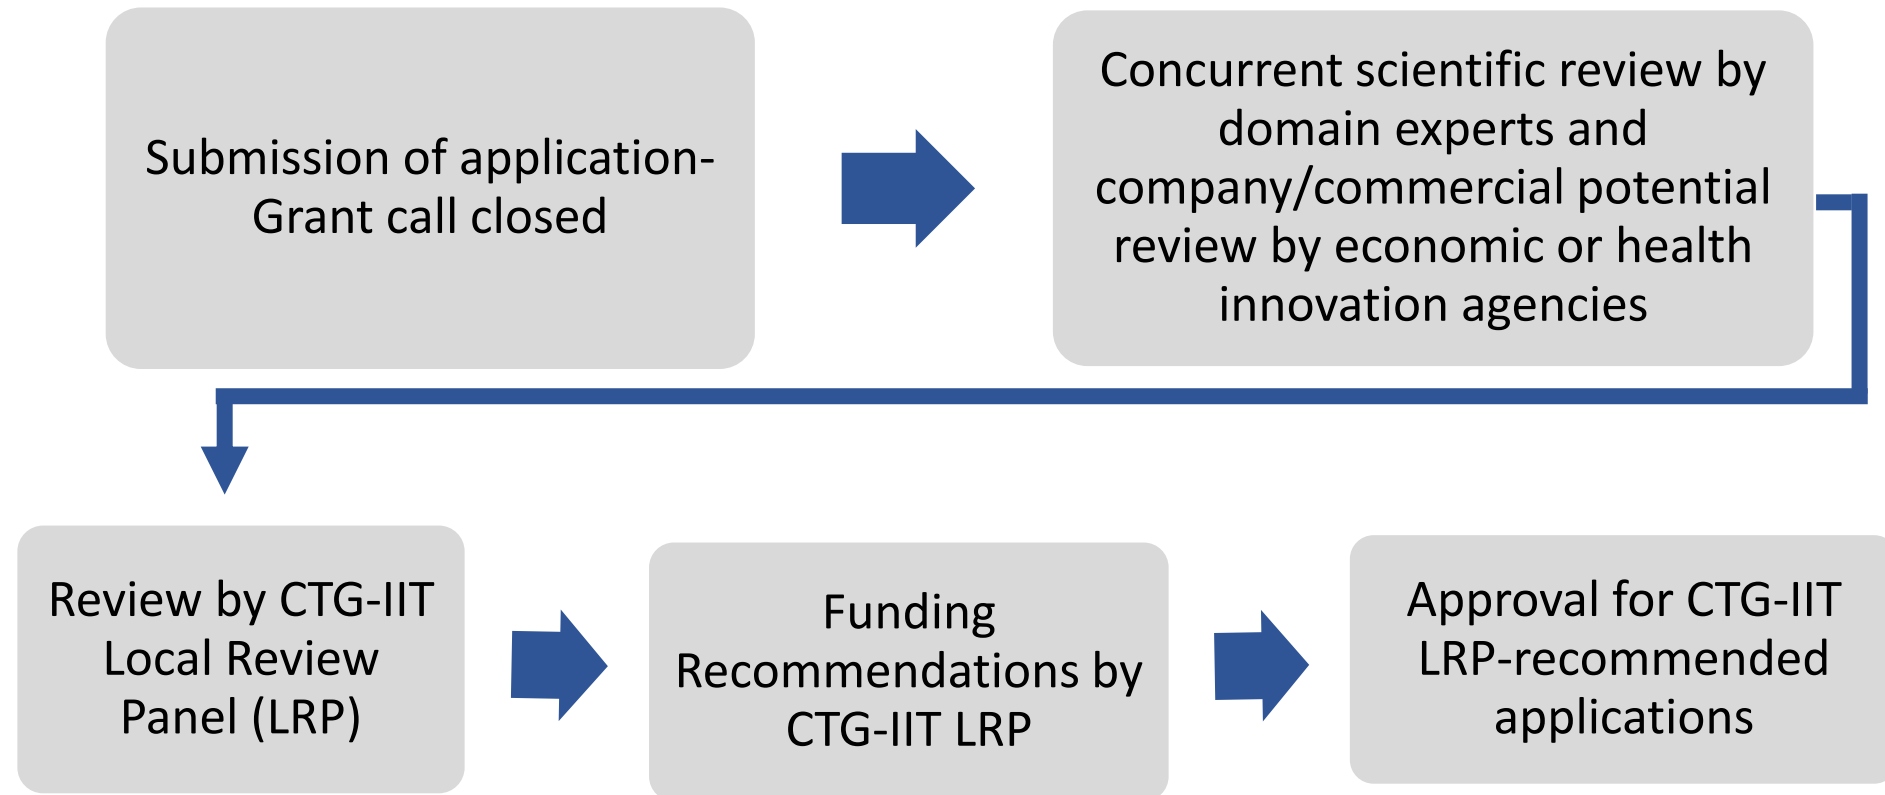 Submission of application-
Grant call closed
Concurrent scientific review by
domain experts and
company/commercial potential
review by economic or health
innovation agencies
Review by CTG-IIT
Local Review
Panel (LRP)
Funding
Recommendations by
CTG-IIT LRP
Approval for CTG-IIT
LRP-recommended
applications